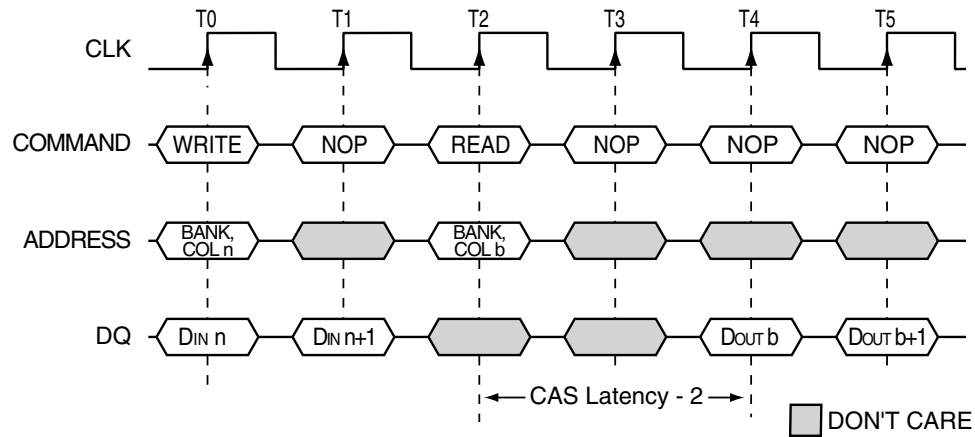 T0 T1 T2 T3 T4 T5
CLK
COMMAND WRITE NOP READ NOP NOP NOP
ADDRESS BANK, COL n BANK, COL b
DQ DIN n DIN n+1 DOUT b DOUT b+1
CAS Latency - 2
DON'T CARE